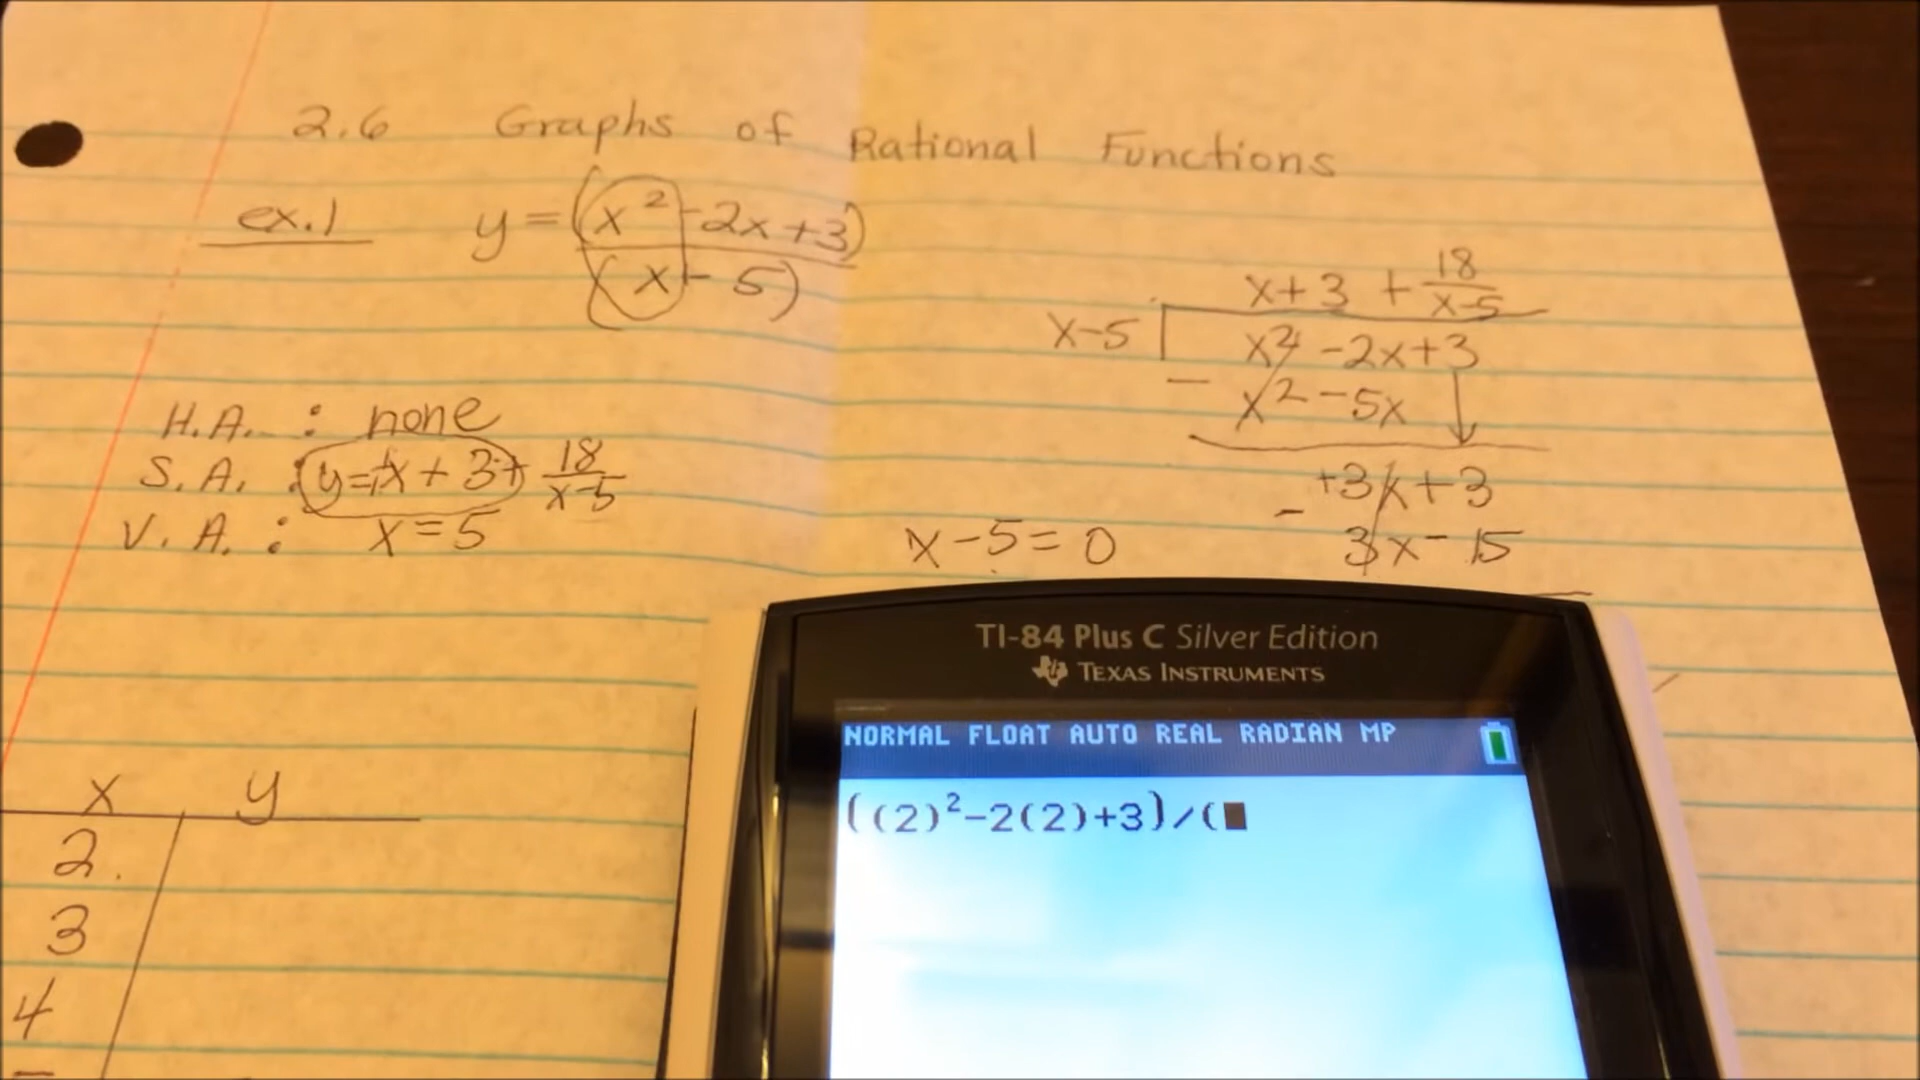 2.6 Graphs of Rational Functions
ex.1 y = (x² - 2x + 3)
(x - 5)
x + 3 + 18
x - 5
x - 5 x² - 2x + 3
- x² - 5x
+3x + 3
- 3x - 15
H.A. : none
S.A. : y = x + 3 + 18
x - 5
V.A. : x = 5
x - 5 = 0
TI-84 Plus C Silver Edition
TEXAS INSTRUMENTS
NORMAL FLOAT AUTO REAL RADIAN MP
((2)²-2(2)+3)/(
x y
2.
3
4